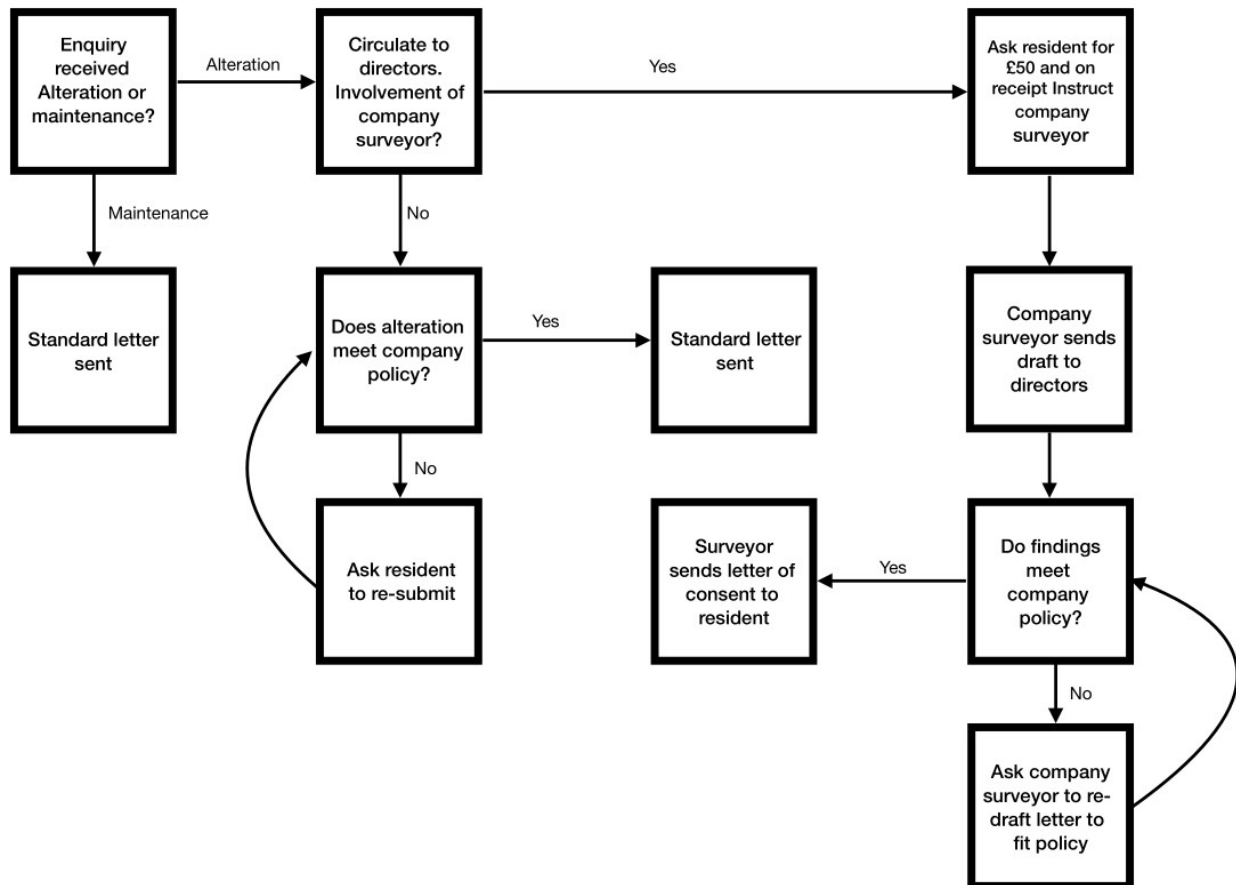 Enquiry
received
Alteration or
maintenance?
Alteration
Circulate to
directors.
Involvement of
company
surveyor?
Yes
Ask resident for
£50 and on
receipt Instruct
company
surveyor
Maintenance
No
Standard letter
sent
Does alteration
meet company
policy?
Yes
Standard letter
sent
Company
surveyor sends
draft to
directors
No
Ask resident
to re-submit
Surveyor
sends letter of
consent to
resident
Yes
Do findings
meet
company
policy?
No
Ask company
surveyor to re-
draft letter to
fit policy